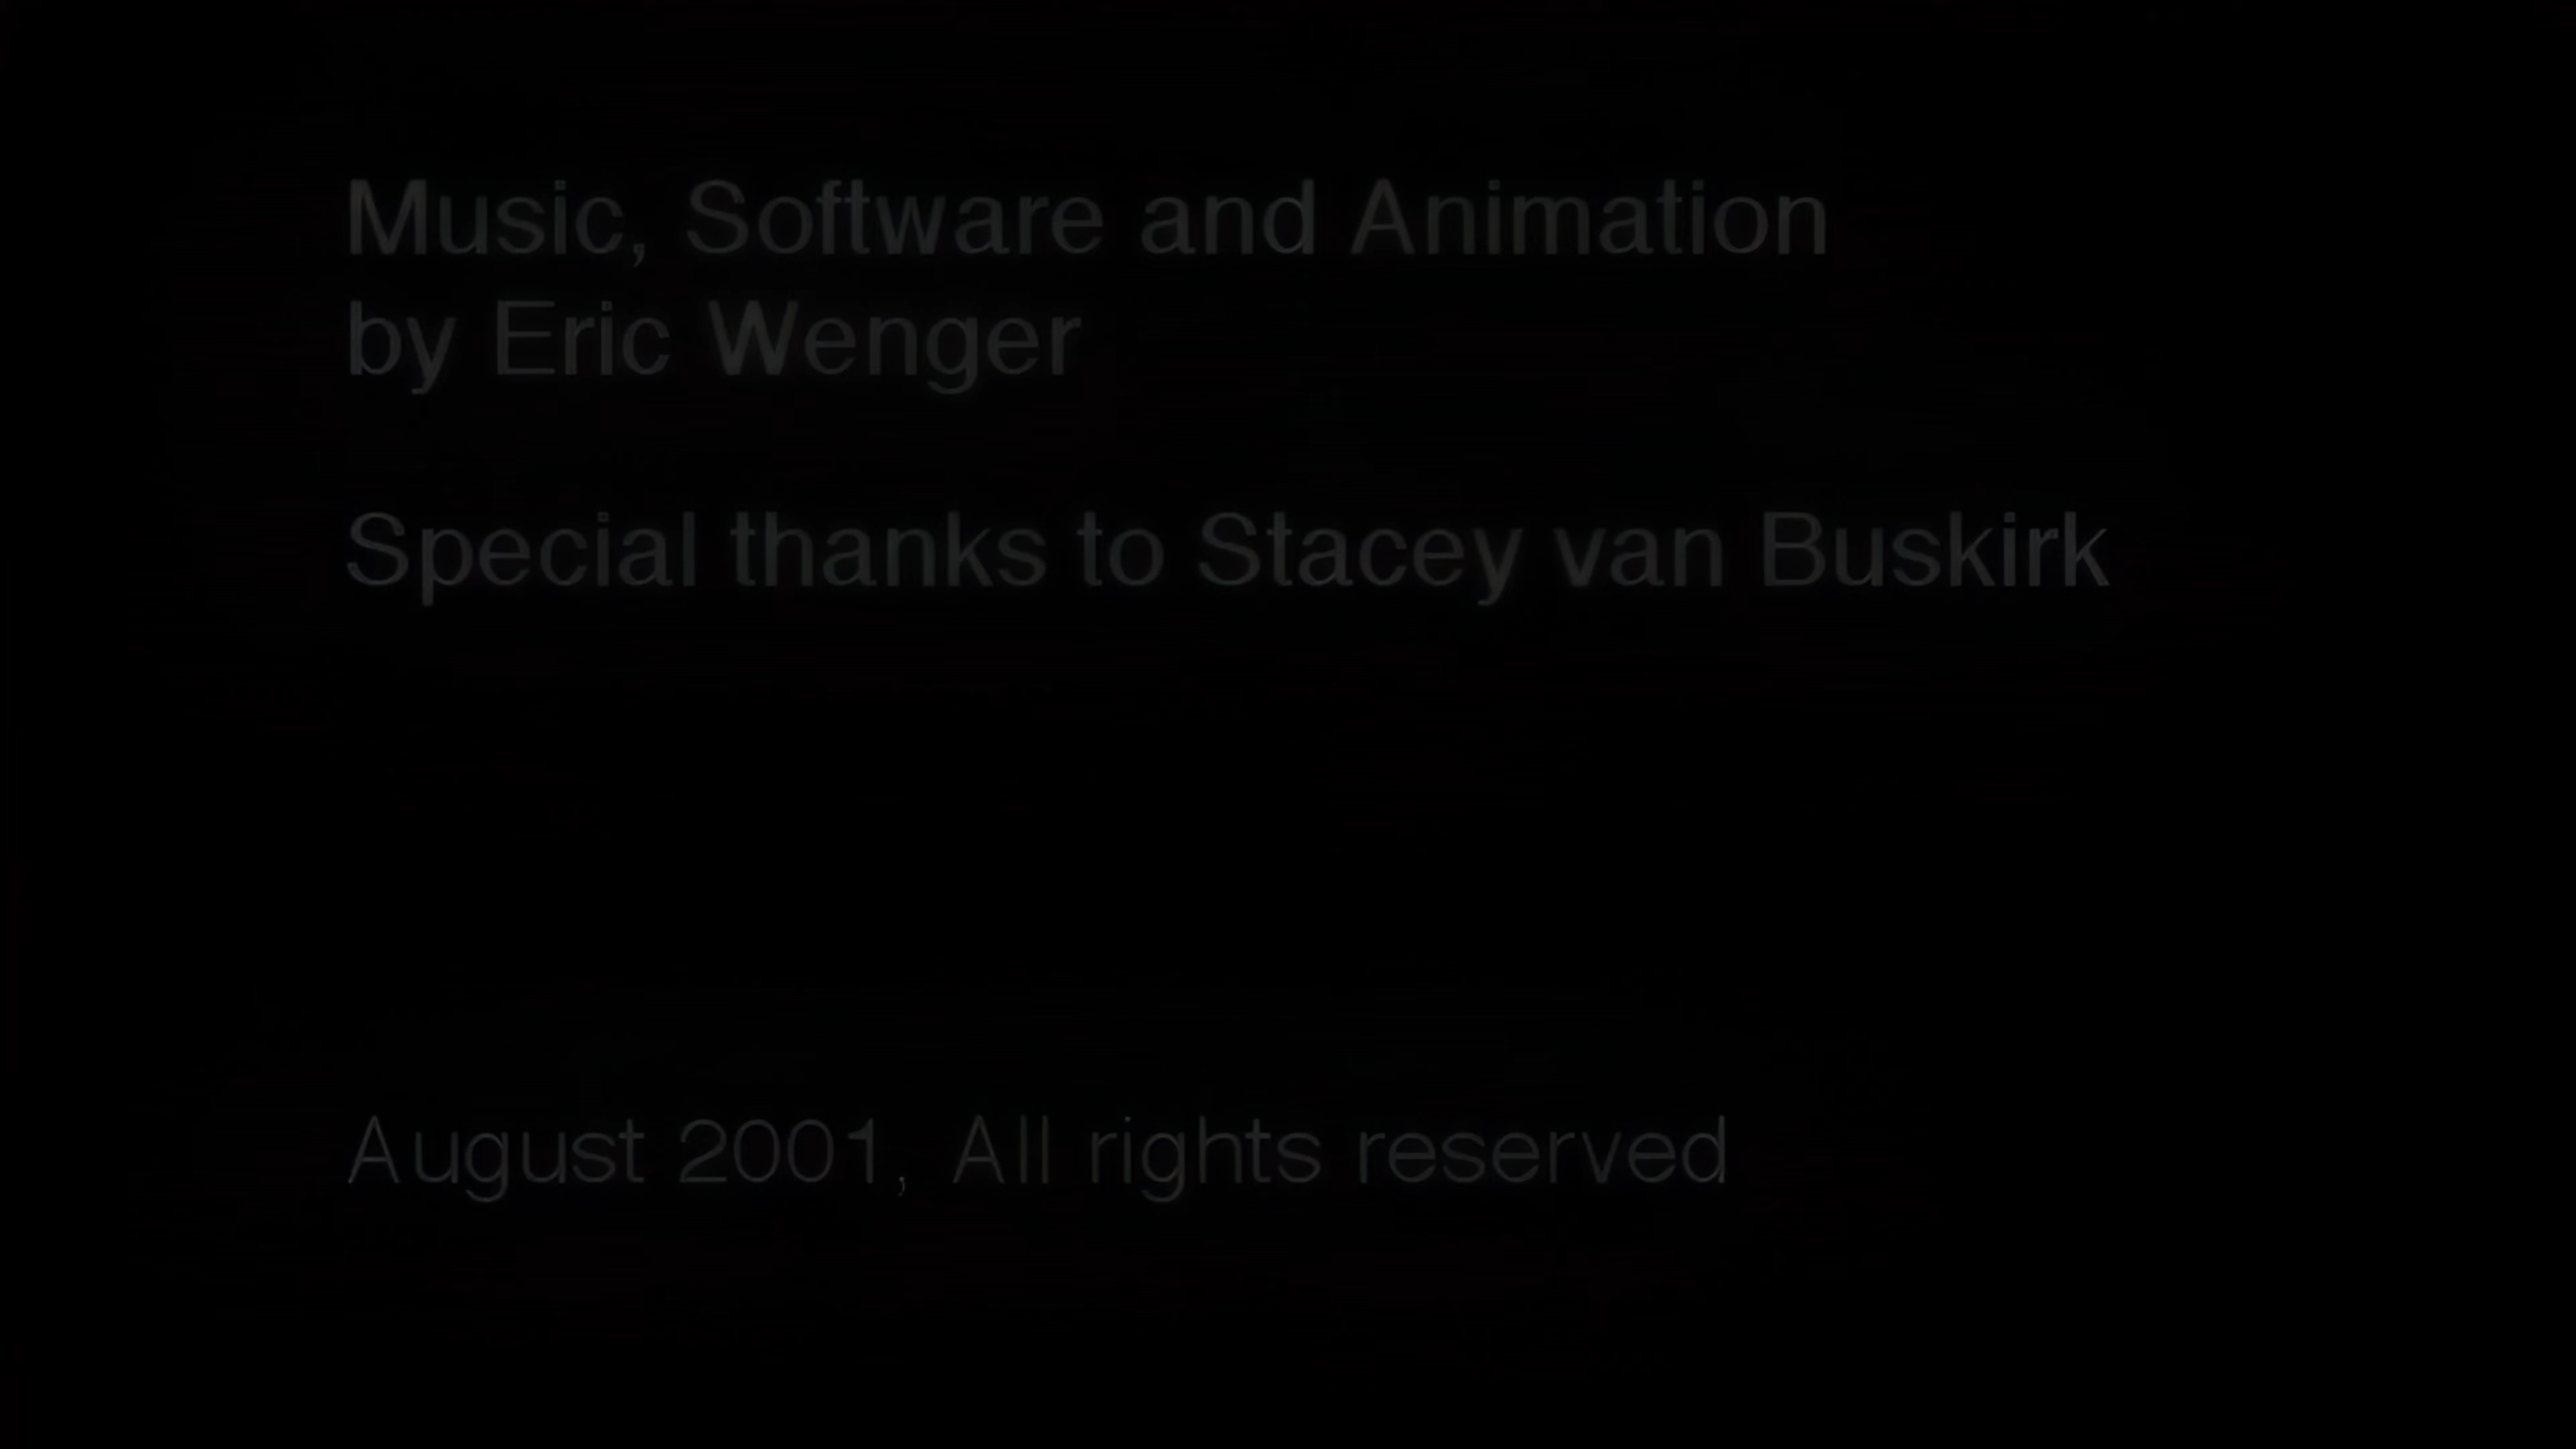 Music, Software and Animation
by Eric Wenger
Special thanks to Stacey van Buskirk
August 2001, All rights reserved